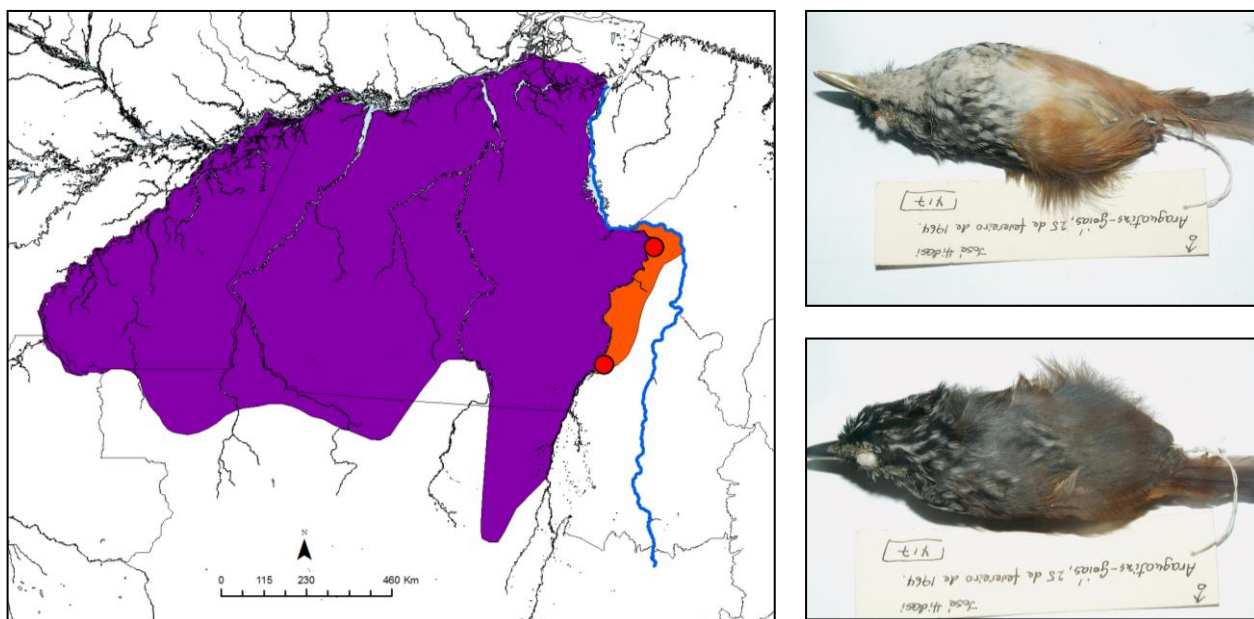 N
0 115 230 460 Km
♂ José Hidasi
Araguatins-Goiás, 25 de fevereiro de 1964.
417
♂ José Hidasi
Araguatins-Goiás, 25 de fevereiro de 1964.
417